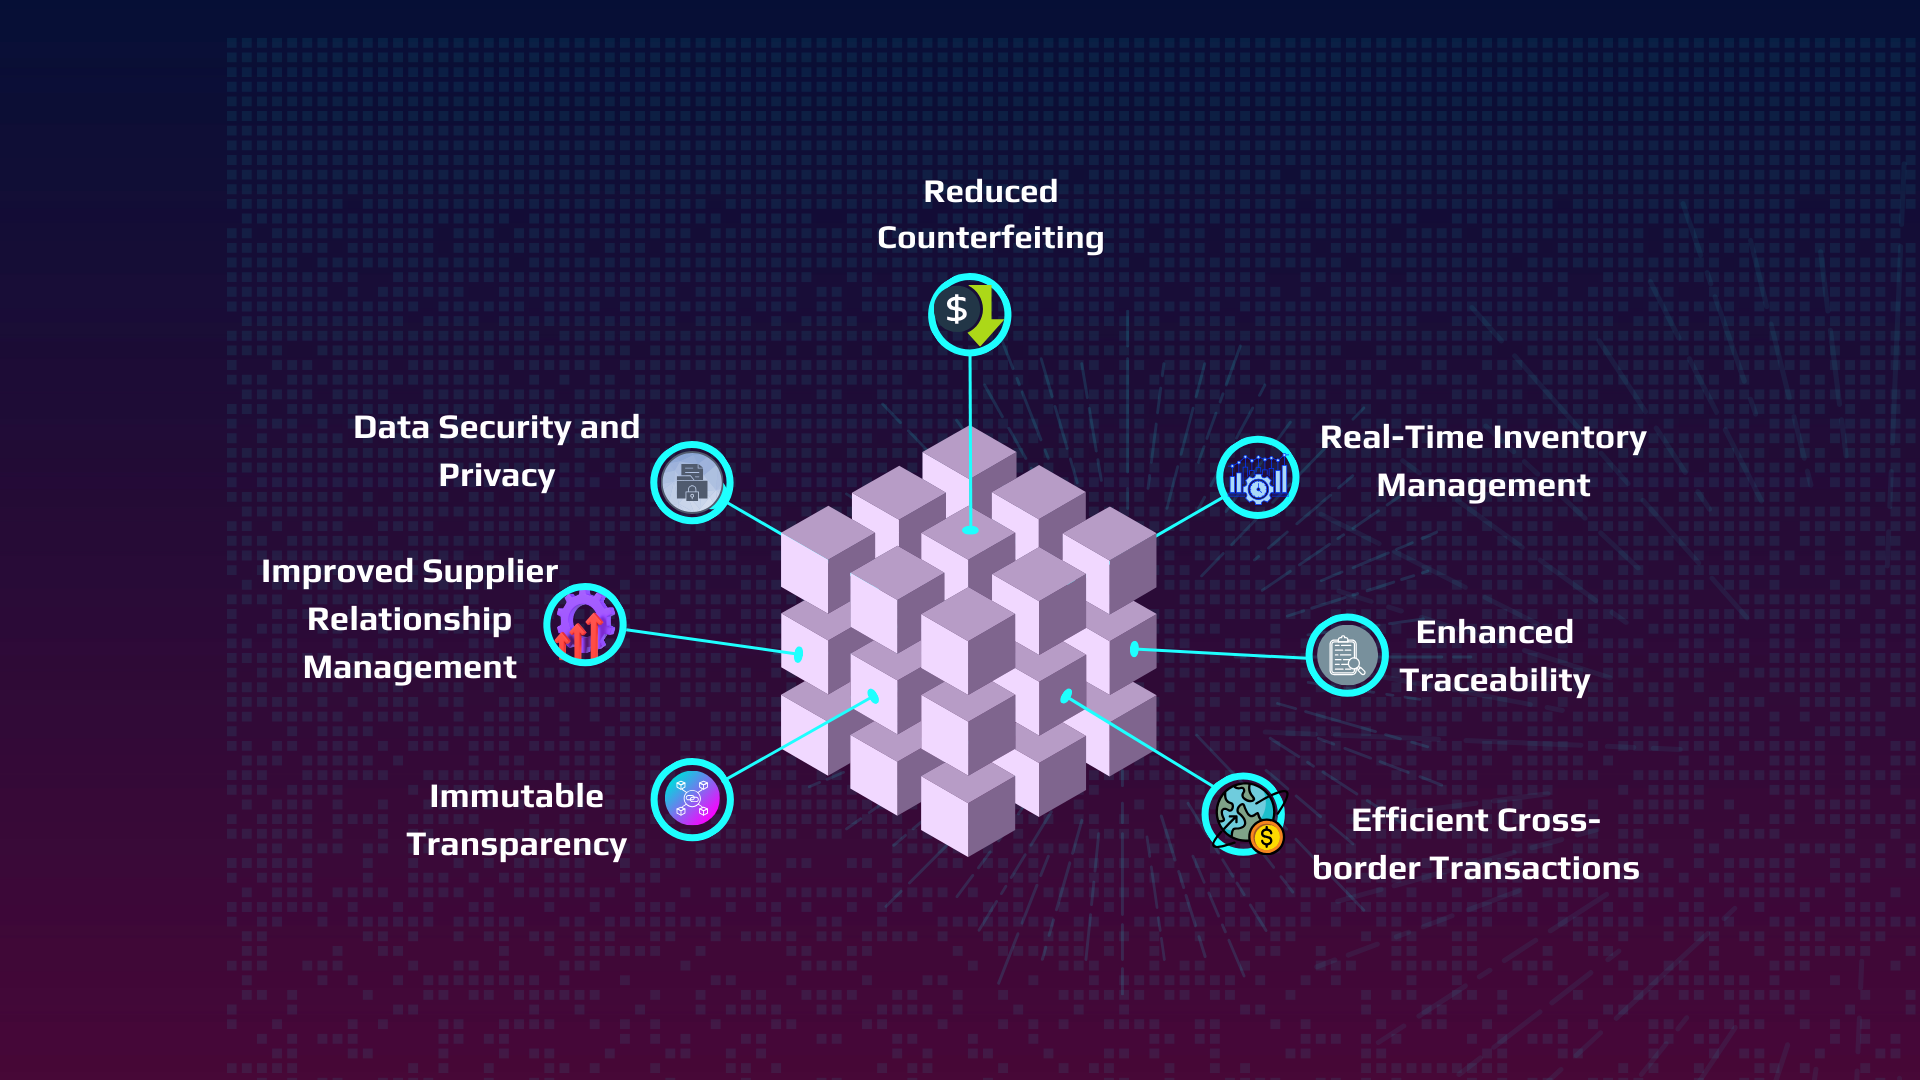 Reduced
Counterfeiting
$
Data Security and
Privacy
Real-Time Inventory
Management
Improved Supplier
Relationship
Management
Enhanced
Traceability
Immutable
Transparency
Efficient Cross-
border Transactions
$